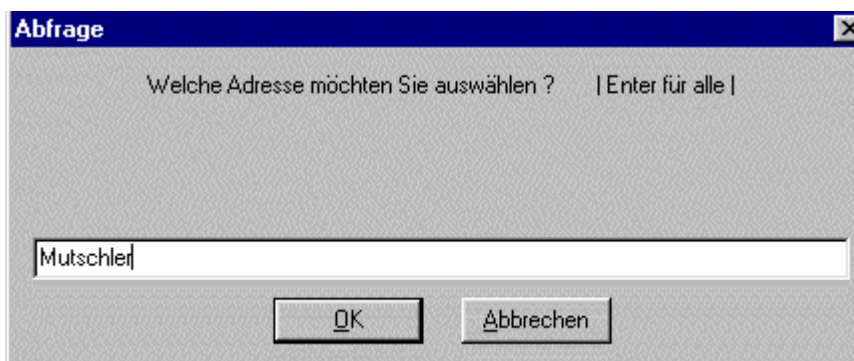 Abfrage
Welche Adresse möchten Sie auswählen ? | Enter für alle |
Mutschler
OK Abbrechen